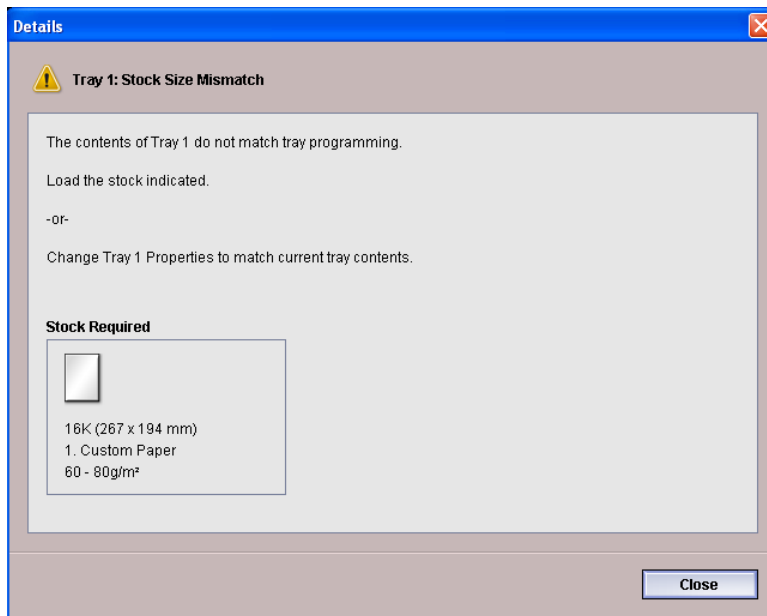 Details
Tray 1: Stock Size Mismatch
The contents of Tray 1 do not match tray programming.
Load the stock indicated.
-or-
Change Tray 1 Properties to match current tray contents.
Stock Required
16K (267 x 194 mm)
1. Custom Paper
60 - 80g/m²
Close